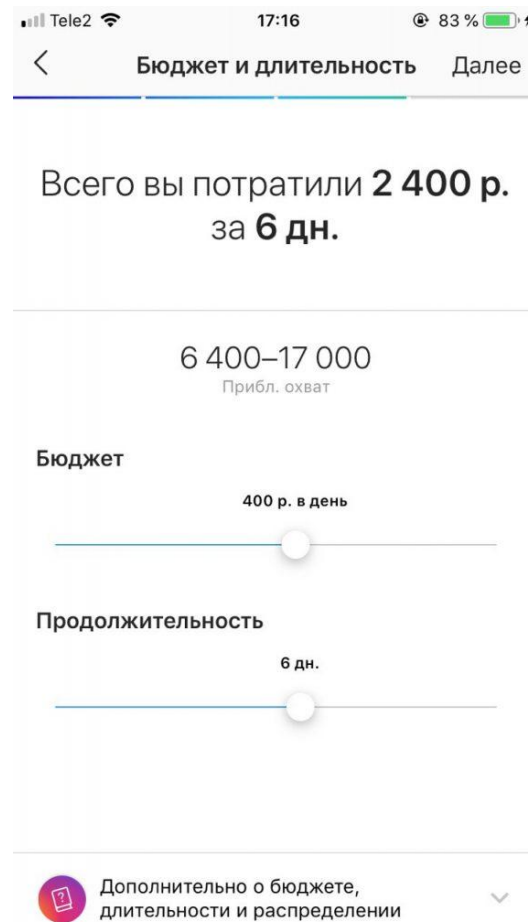 Tele2 17:16 83 %
Бюджет и длительность Далее
Всего вы потратили 2 400 р.
за 6 дн.
6 400–17 000
Прибл. охват
Бюджет
400 р. в день
Продолжительность
6 дн.
Дополнительно о бюджете,
длительности и распределении